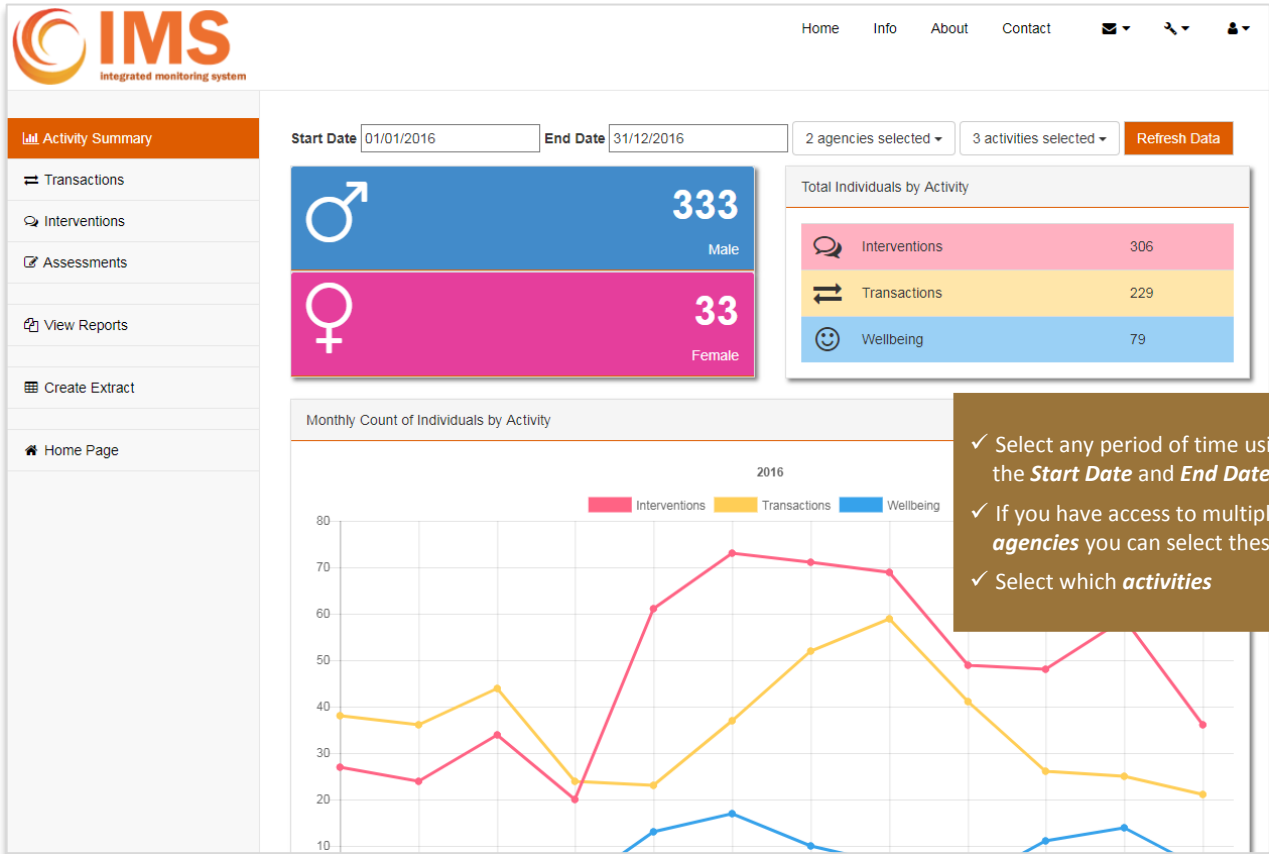 IMS
integrated monitoring system
Home Info About Contact
Activity Summary
Transactions
Interventions
Assessments
View Reports
Create Extract
Home Page
Start Date 01/01/2016 End Date 31/12/2016 2 agencies selected 3 activities selected Refresh Data
333
Male
33
Female
Total Individuals by Activity
Interventions 306
Transactions 229
Wellbeing 79
Monthly Count of Individuals by Activity
2016
Interventions Transactions Wellbeing
80
70
60
50
40
30
20
10
✓ Select any period of time usi
the Start Date and End Date
✓ If you have access to multipl
agencies you can select thes
✓ Select which activities